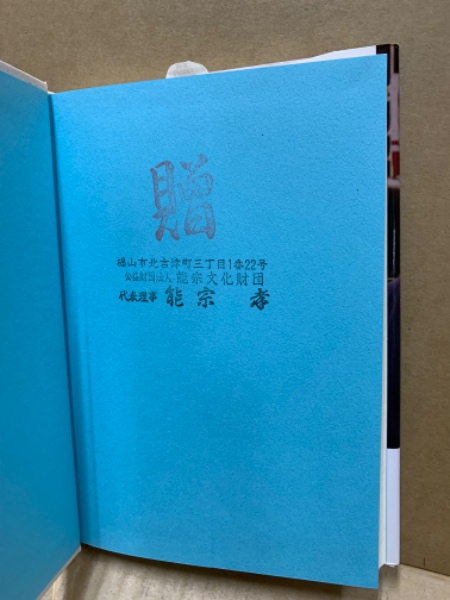 贈
福山市北吉津町三丁目1番22号
公益財団法人 能宗文化財団
代表理事 能宗 孝